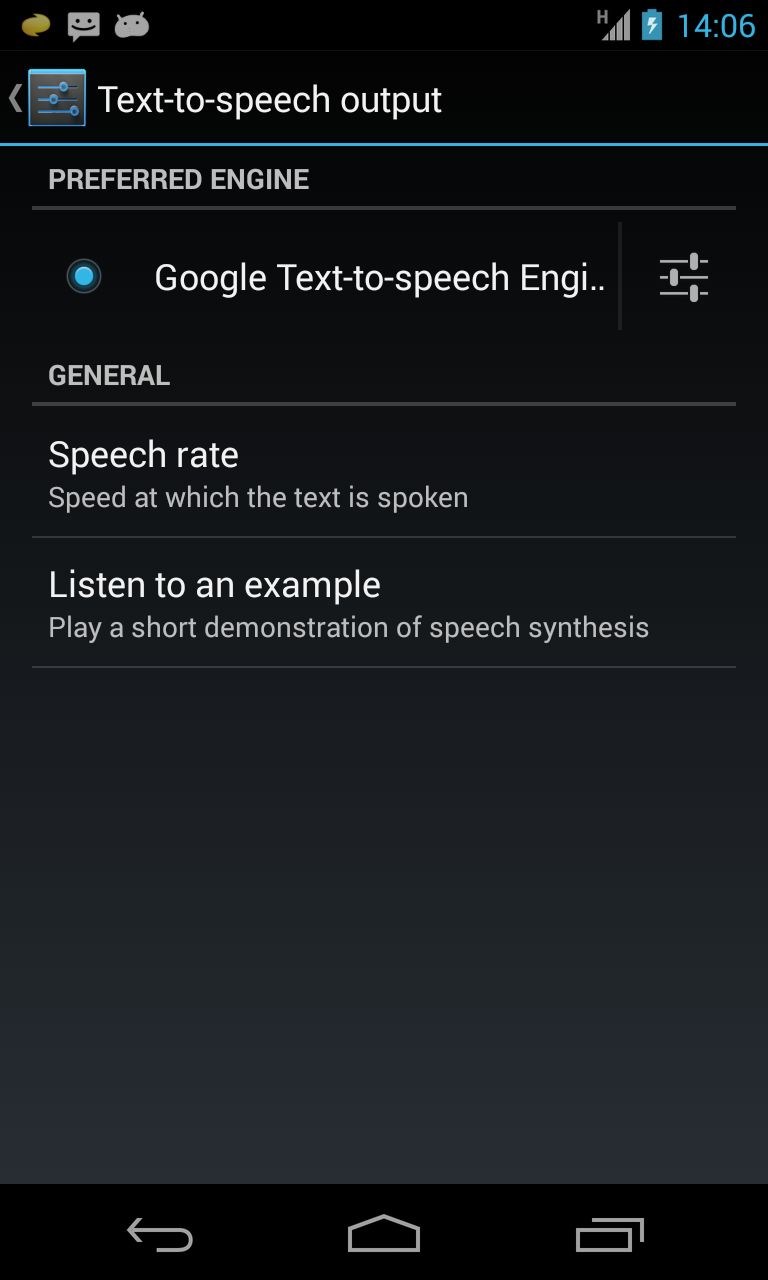 H 14:06
Text-to-speech output
PREFERRED ENGINE
Google Text-to-speech Engi..
GENERAL
Speech rate
Speed at which the text is spoken
Listen to an example
Play a short demonstration of speech synthesis